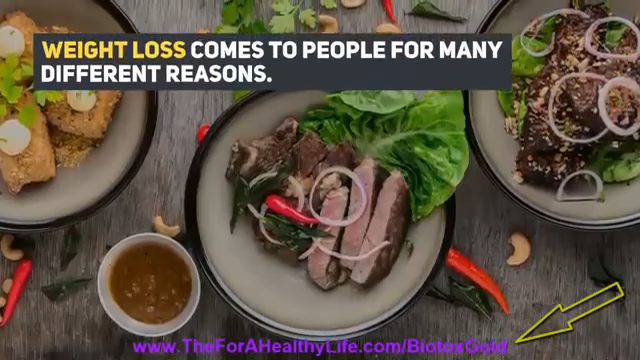 WEIGHT LOSS COMES TO PEOPLE FOR MANY
DIFFERENT REASONS.
www.TheForAHealthyLife.com/BiotoxGold